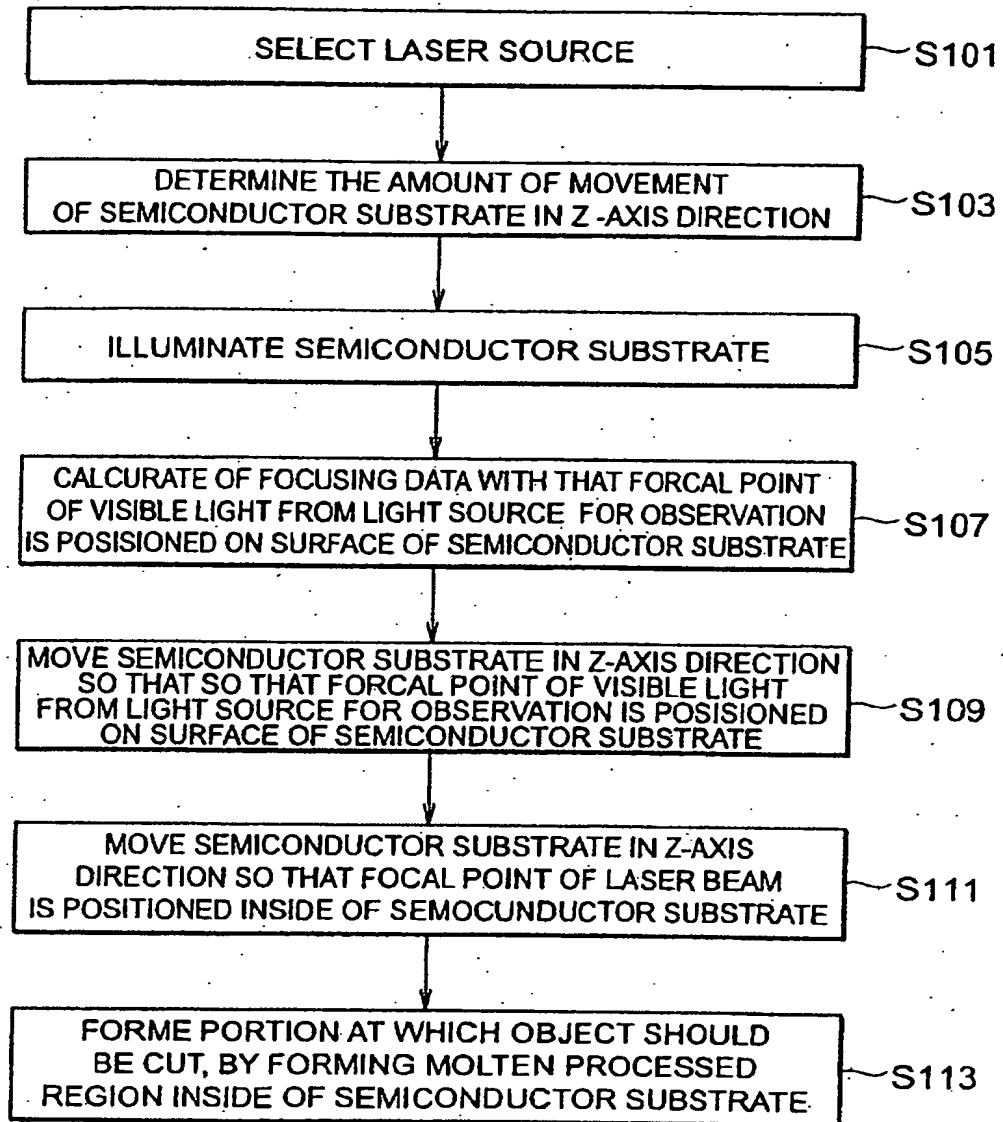 SELECT LASER SOURCE
S101
DETERMINE THE AMOUNT OF MOVEMENT
OF SEMICONDUCTOR SUBSTRATE IN Z -AXIS DIRECTION
S103
ILLUMINATE SEMICONDUCTOR SUBSTRATE
S105
CALCURATE OF FOCUSING DATA WITH THAT FORCAL POINT
OF VISIBLE LIGHT FROM LIGHT SOURCE FOR OBSERVATION
IS POSISIONED ON SURFACE OF SEMICONDUCTOR SUBSTRATE
S107
MOVE SEMICONDUCTOR SUBSTRATE IN Z-AXIS DIRECTION
SO THAT SO THAT FORCAL POINT OF VISIBLE LIGHT
FROM LIGHT SOURCE FOR OBSERVATION IS POSISIONED
ON SURFACE OF SEMICONDUCTOR SUBSTRATE
S109
MOVE SEMICONDUCTOR SUBSTRATE IN Z-AXIS
DIRECTION SO THAT FOCAL POINT OF LASER BEAM
IS POSITIONED INSIDE OF SEMOCUNDUCTOR SUBSTRATE
S111
FORME PORTION AT WHICH OBJECT SHOULD
BE CUT, BY FORMING MOLTEN PROCESSED
REGION INSIDE OF SEMICONDUCTOR SUBSTRATE
S113